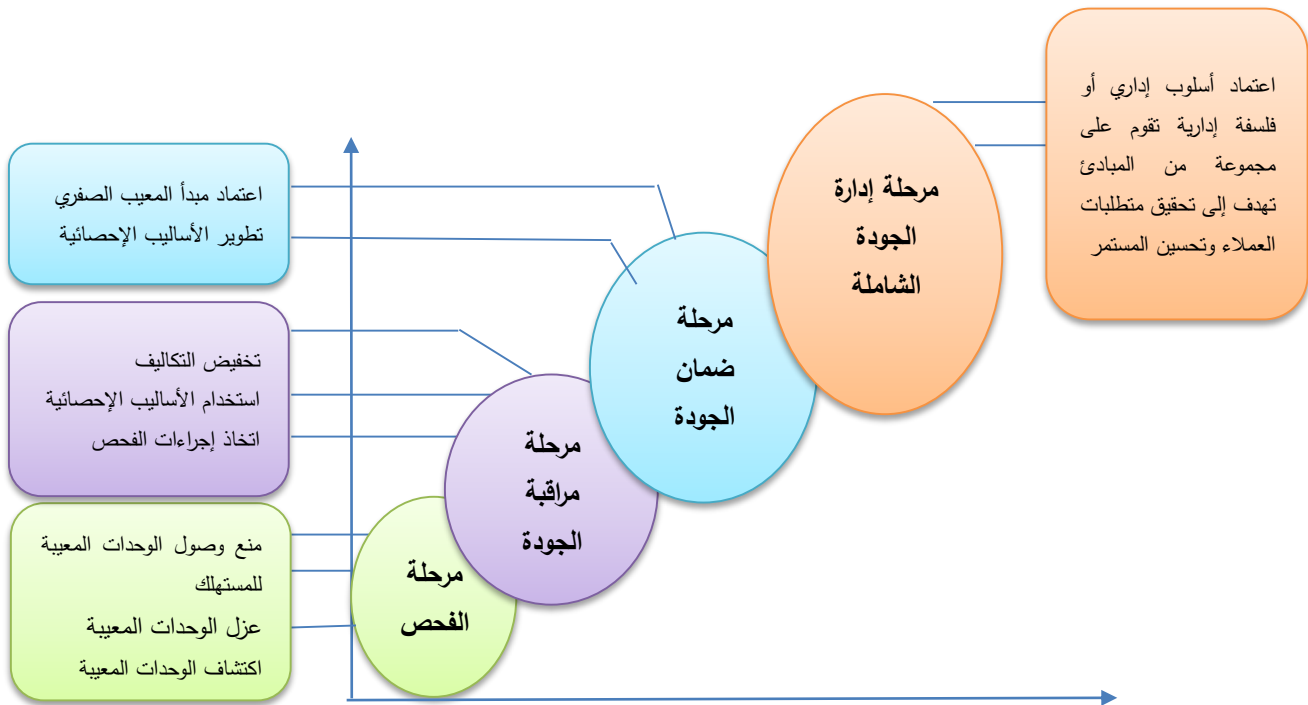 اعتماد أسلوب إداري أو
فلسفة إدارية تقوم على
مجموعة من المبادئ
تهدف إلى تحقيق متطلبات
العملاء وتحسين المستمر
مرحلة إدارة
الجودة
الشاملة
اعتماد مبدأ المعيب الصفري
تطوير الأساليب الإحصائية
مرحلة
ضمان
الجودة
تخفيض التكاليف
استخدام الأساليب الإحصائية
اتخاذ إجراءات الفحص
مرحلة
مراقبة
الجودة
منع وصول الوحدات المعيبة
للمستهلك
عزل الوحدات المعيبة
اكتشاف الوحدات المعيبة
مرحلة
الفحص